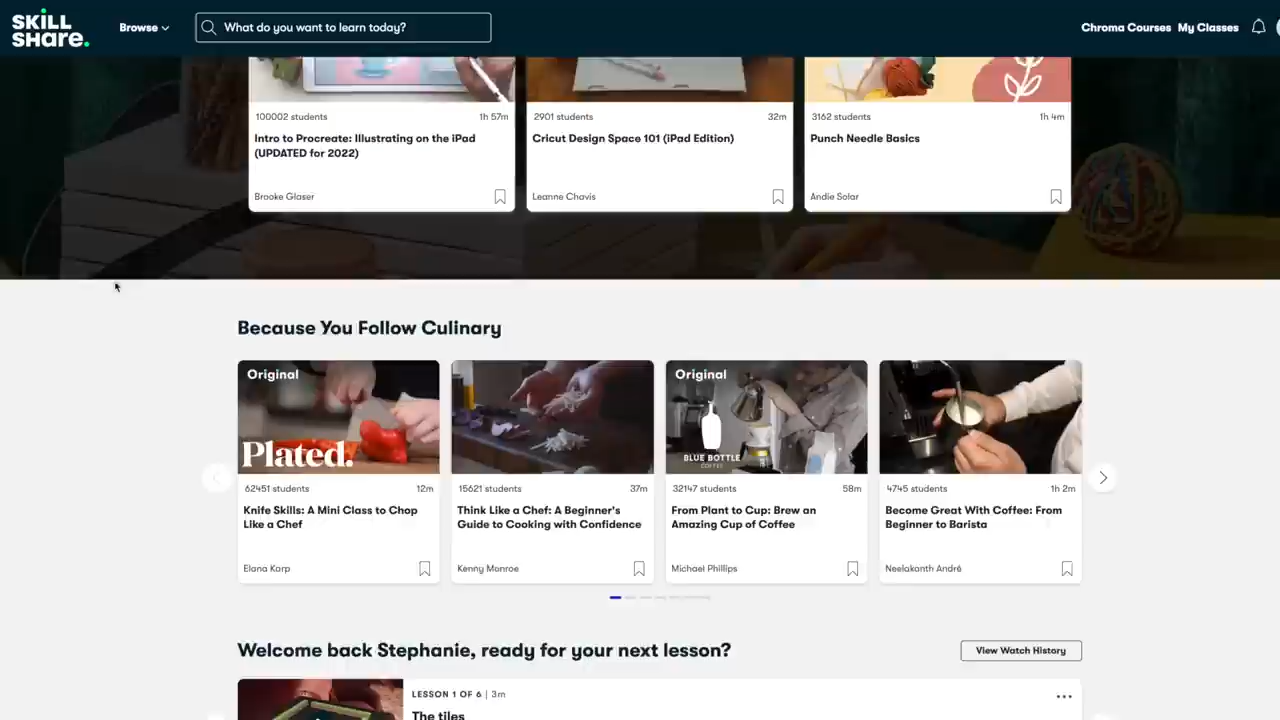 SKILL
SHARE.
Browse
What do you want to learn today?
Chroma Courses
My Classes
100002 students
1h 57m
Intro to Procreate: Illustrating on the iPad
(UPDATED for 2022)
Brooke Glaser
2901 students
32m
Cricut Design Space 101 (iPad Edition)
Leanne Chavis
3162 students
1h 4m
Punch Needle Basics
Andie Solar
Because You Follow Culinary
Original
Plated.
62451 students
12m
Knife Skills: A Mini Class to Chop
Like a Chef
Elana Karp
15621 students
37m
Think Like a Chef: A Beginner's
Guide to Cooking with Confidence
Kenny Monroe
Original
BLUE BOTTLE
COFFEE
32147 students
58m
From Plant to Cup: Brew an
Amazing Cup of Coffee
Michael Phillips
4745 students
1h 2m
Become Great With Coffee: From
Beginner to Barista
Neelakanth André
Welcome back Stephanie, ready for your next lesson?
View Watch History
LESSON 1 OF 6 | 3m
The tiles